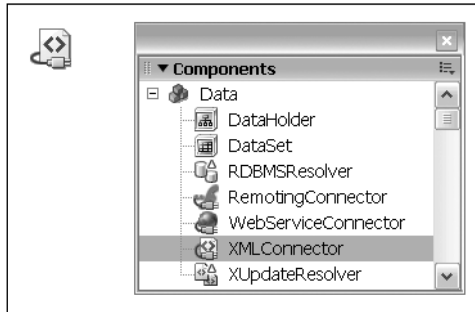 Components
Data
DataHolder
DataSet
RDBMSResolver
RemotingConnector
WebServiceConnector
XMLConnector
XUpdateResolver